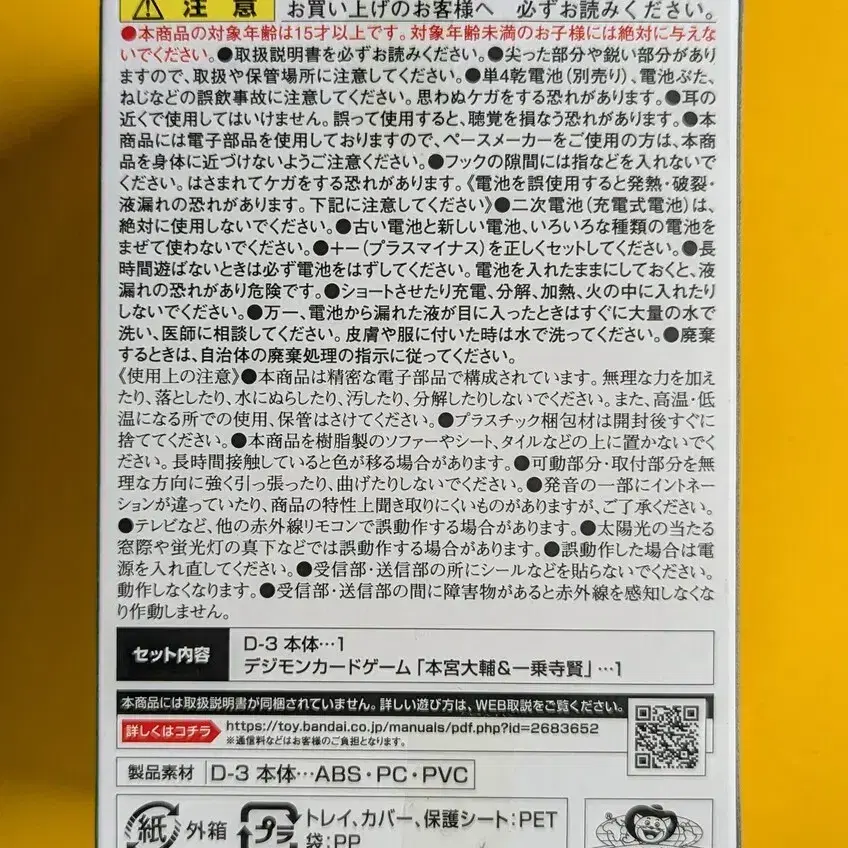 注意 お買い上げのお客様へ 必ずお読みください。
●本商品の対象年齢は15才以上です。対象年齢未満のお子様には絶対に与えな
いでください。●取扱説明書を必ずお読みください。●尖った部分や鋭い部分があり
ますので、取扱や保管場所に注意してください。●単4乾電池(別売り)、電池ぶた、
ねじなどの誤飲事故に注意してください。思わぬケガをする恐れがあります。●耳の
近くで使用してはいけません。誤って使用すると、聴覚を損なう恐れがあります。●本
商品には電子部品を使用しておりますので、ペースメーカーをご使用の方は、本商
品を身体に近づけないようご注意ください。●フックの隙間には指などを入れないで
ください。はさまれてケガをする恐れがあります。《電池を誤使用すると発熱・破裂・
液漏れの恐れがあります。下記に注意してください》●二次電池(充電式電池)は、
絶対に使用しないでください。●古い電池と新しい電池、いろいろな種類の電池を
まぜて使わないでください。●+−(プラスマイナス)を正しくセットしてください。●長
時間遊ばないときは必ず電池をはずしてください。電池を入れたままにしておくと、液
漏れの恐れがあり危険です。●ショートさせたり充電、分解、加熱、火の中に入れたり
しないでください。●万一、電池から漏れた液が目に入ったときはすぐに大量の水で
洗い、医師に相談してください。皮膚や服に付いた時は水で洗ってください。●廃棄
するときは、自治体の廃棄処理の指示に従ってください。
《使用上の注意》●本商品は精密な電子部品で構成されています。無理な力を加え
たり、落としたり、水にぬらしたり、汚したり、分解したりしないでください。また、高温・低
温になる所での使用、保管はさけてください。●プラスチック梱包材は開封後すぐに
捨ててください。●本商品を樹脂製のソファーやシート、タイルなどの上に置かないでく
ださい。長時間接触していると色が移る場合があります。●可動部分・取付部分を無
理な方向に強く引っ張ったり、曲げたりしないでください。●発音の一部にイントネー
ションが違っていたり、商品の特性上聞き取りにくいものがありますが、ご了承ください。
●テレビなど、他の赤外線リモコンで誤動作する場合があります。●太陽光の当たる
窓際や蛍光灯の真下などでは誤動作する場合があります。●誤動作した場合は電
源を入れ直してください。●受信部・送信部の所にシールなどを貼らないでください。
動作しなくなります。●受信部・送信部の間に障害物があると赤外線を感知しなくな
り作動しません。
セット内容
D-3 本体…1
デジモンカードゲーム「本宮大輔&一乗寺賢」…1
本商品には取扱説明書が同梱されていません。詳しい遊び方は、WEB取説をご覧ください。
詳しくはコチラ https://toy.bandai.co.jp/manuals/pdf.php?id=2683652
※通信料などはお客様のご負担となります。
製品素材 D-3 本体…ABS・PC・PVC
紙 外箱 プラ トレイ、カバー、保護シート:PET
袋:PP